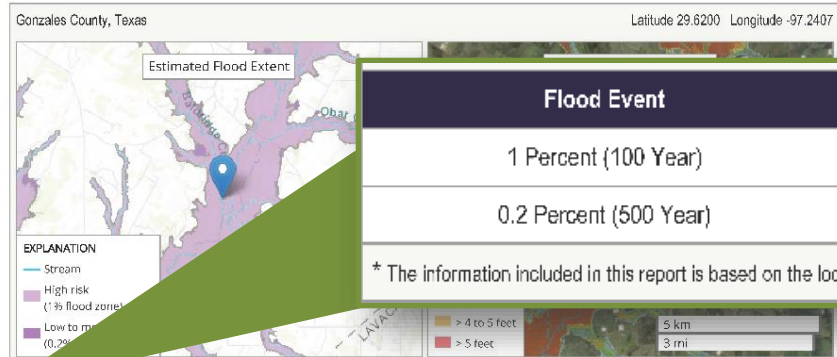 Gonzales County, Texas
Latitude 29.6200 Longitude -97.2407
Estimated Flood Extent
Flood Event
1 Percent (100 Year)
0.2 Percent (500 Year)
* The information included in this report is based on the
EXPLANATION
Stream
High risk
(1% flood zone)
Low to
(0.2%
> 4 to 5 feet
> 5 feet
5 km
3 mi